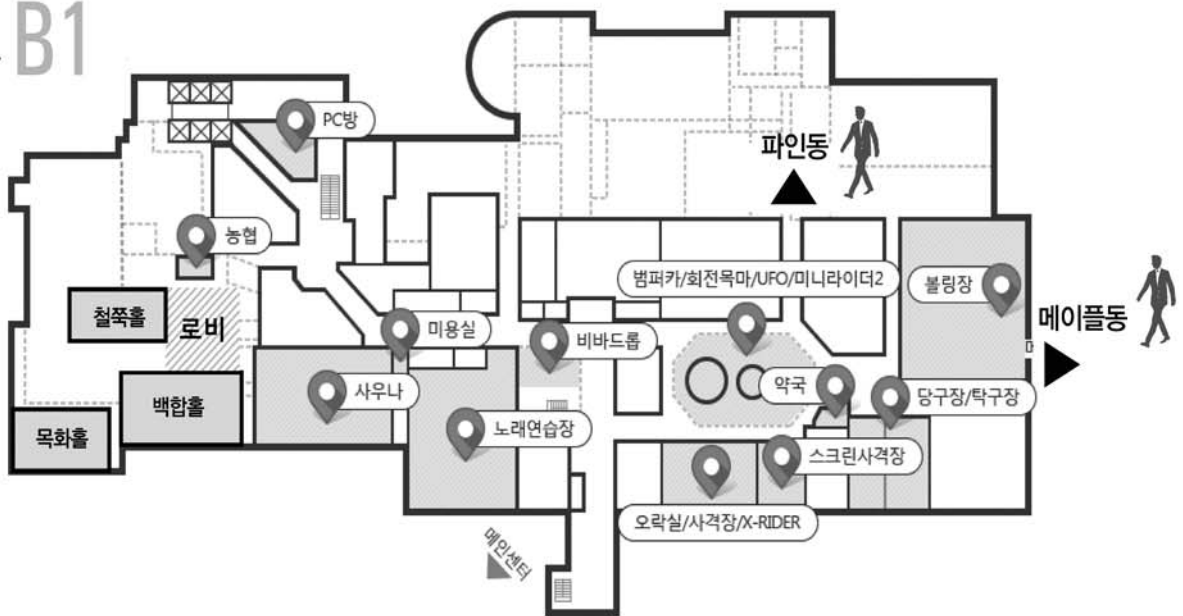 B1
PC방
파인동
농협
범퍼카/회전목마/UFO/미니라이더2
볼링장
철쭉홀
로비
미용실
비바드롭
메이플동
사우나
약국
당구장/탁구장
백합홀
목화홀
노래연습장
스크린사격장
오락실/사격장/X-RIDER
메인센터